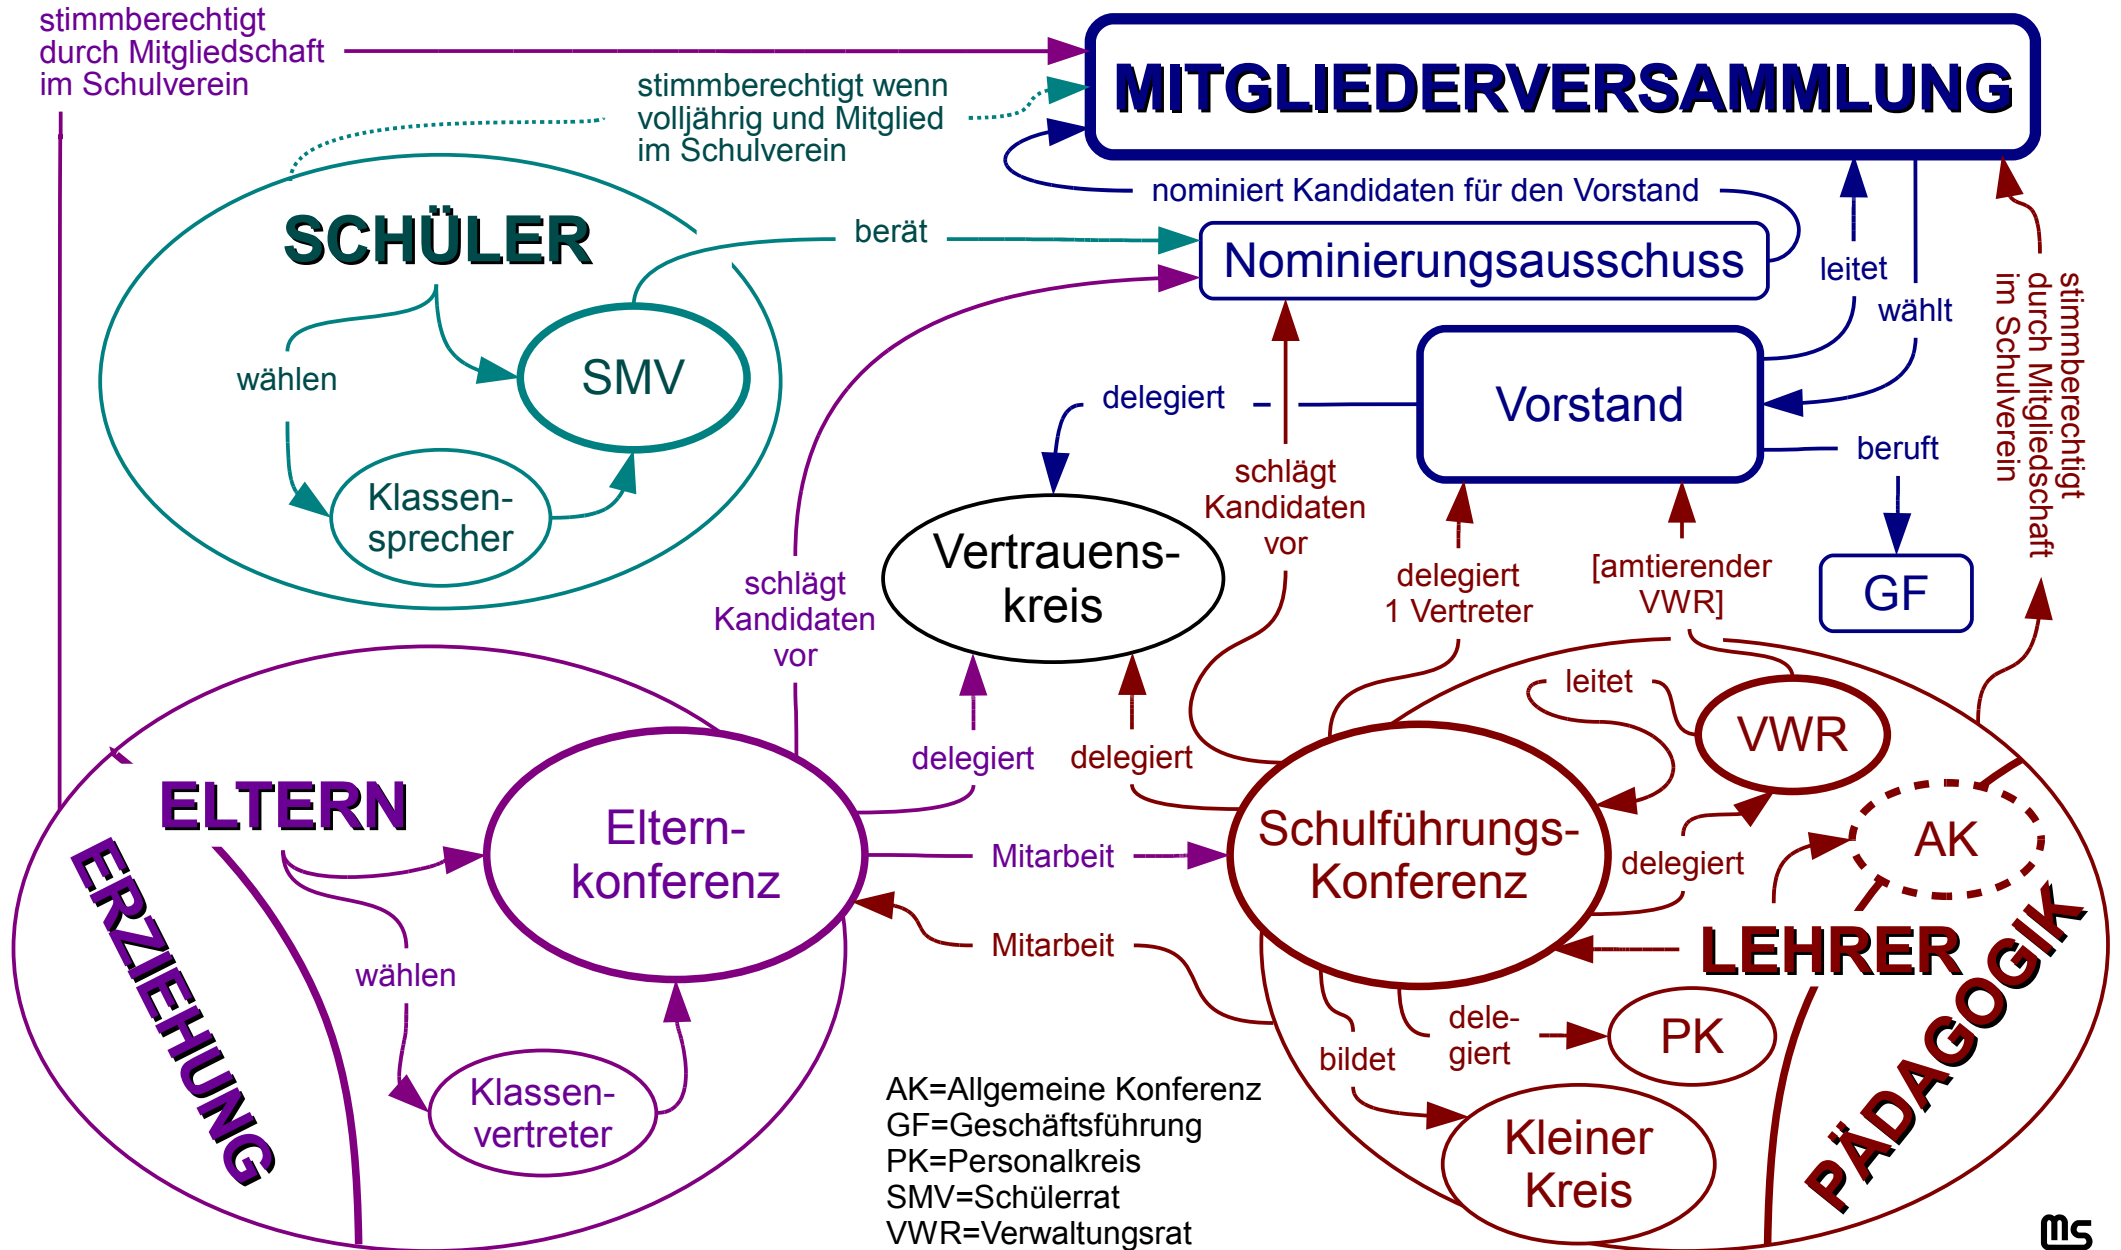 stimmberechtigt
durch Mitgliedschaft
im Schulverein
stimmberechtigt wenn
volljährig und Mitglied
im Schulverein
MITGLIEDERVERSAMMLUNG
nominiert Kandidaten für den Vorstand
SCHÜLER
berät
Nominierungsausschuss
leitet
wählt
stimmberechtigt
durch Mitgliedschaft
im Schulverein
wählen
SMV
delegiert
Vorstand
beruft
Klassen-
sprecher
schlägt
Kandidaten
vor
Vertrauens-
kreis
schlägt
Kandidaten
vor
delegiert
1 Vertreter
[amtierender
VWR]
GF
leitet
VWR
delegiert
delegiert
ELTERN
ERZIEHUNG
Eltern-
konferenz
Mitarbeit
Mitarbeit
Schulführungs-
Konferenz
delegiert
AK
LEHRER
PÄDAGOGIK
wählen
Klassen-
vertreter
bildet
dele-
giert
PK
Kleiner
Kreis
AK=Allgemeine Konferenz
GF=Geschäftsführung
PK=Personalkreis
SMV=Schülerrat
VWR=Verwaltungsrat
ms